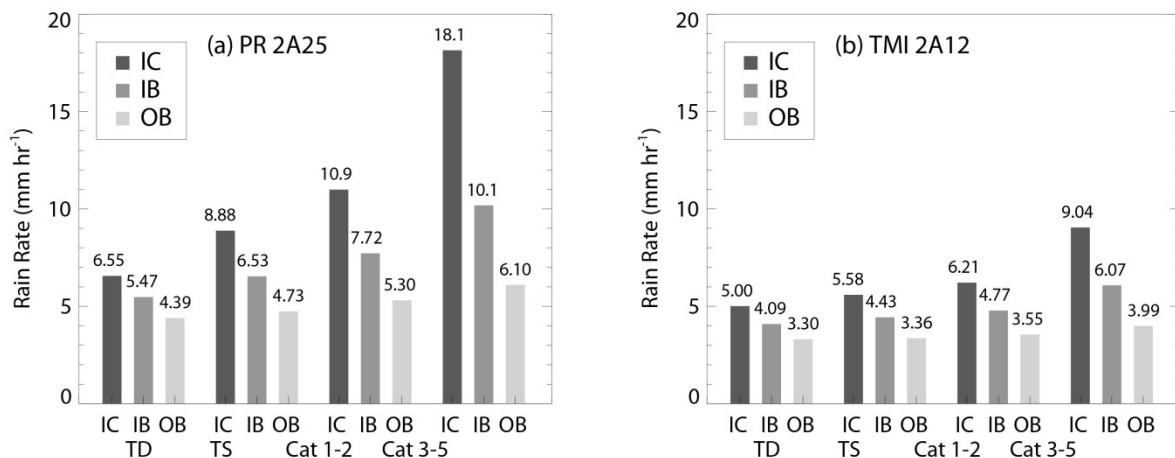 (a) PR 2A25
IC
IB
OB
Rain Rate (mm hr⁻¹)
20
15
10
5
0
6.55
5.47
4.39
8.88
6.53
4.73
10.9
7.72
5.30
18.1
10.1
6.10
IC IB OB IC IB OB IC IB OB IC IB OB
TD TS Cat 1-2 Cat 3-5
(b) TMI 2A12
IC
IB
OB
Rain Rate (mm hr⁻¹)
20
15
10
5
0
5.00
4.09
3.30
5.58
4.43
3.36
6.21
4.77
3.55
9.04
6.07
3.99
IC IB OB IC IB OB IC IB OB IC IB OB
TD TS Cat 1-2 Cat 3-5